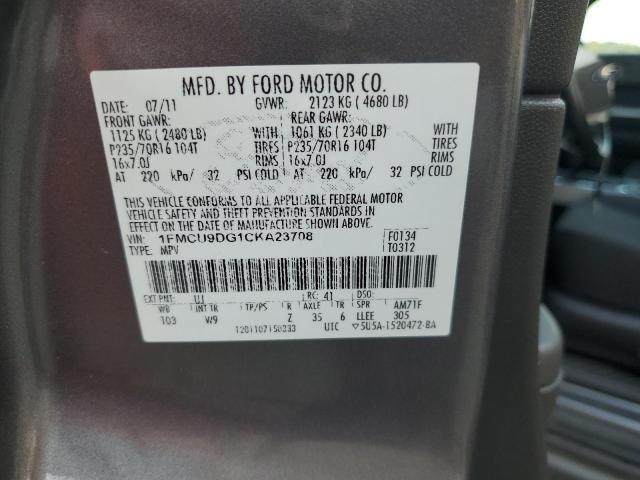 MFD. BY FORD MOTOR CO.
DATE: 07/11 GVWR: 2123 KG ( 4680 LB)
FRONT GAWR: REAR GAWR:
1125 KG ( 2480 LB) WITH 1061 KG ( 2340 LB) WITH
P235/70R16 104T TIRES P235/70R16 104T TIRES
16x7.0J RIMS 16x7.0J RIMS
AT 220 kPa/ 32 PSI COLD AT 220 kPa/ 32 PSI COLD
THIS VEHICLE CONFORMS TO ALL APPLICABLE FEDERAL MOTOR
VEHICLE SAFETY AND THEFT PREVENTION STANDARDS IN
EFFECT ON THE DATE OF MANUFACTURE SHOWN ABOVE.
VIN: 1FMCU9DG1CKA23708 F0134
TYPE: MPV T0312
EXT PNT: UJ RC: 41 DSO:
WB INT TR TP/PS R AXLE TR SPR AM71F
103 W9 Z 35 6 LLEE 305
1201107150233 UTC ▽5U5A-1520472-BA